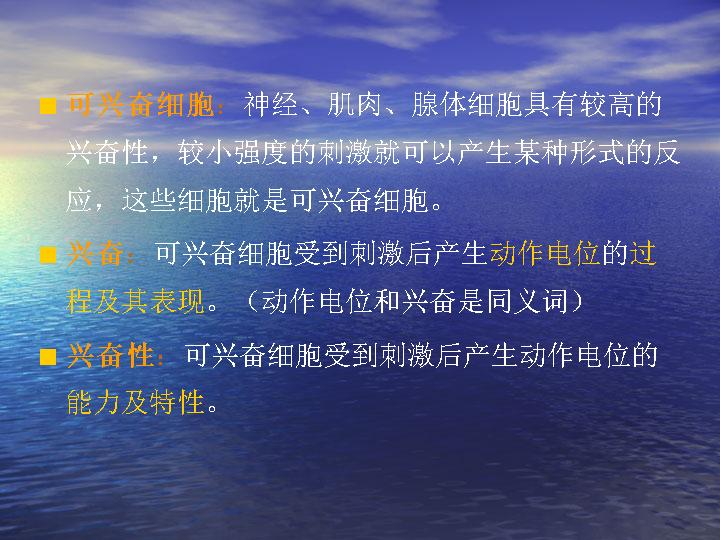 ■ 可兴奋细胞：神经、肌肉、腺体细胞具有较高的
兴奋性，较小强度的刺激就可以产生某种形式的反
应，这些细胞就是可兴奋细胞。
■ 兴奋：可兴奋细胞受到刺激后产生动作电位的过
程及其表现。（动作电位和兴奋是同义词）
■ 兴奋性：可兴奋细胞受到刺激后产生动作电位的
能力及特性。